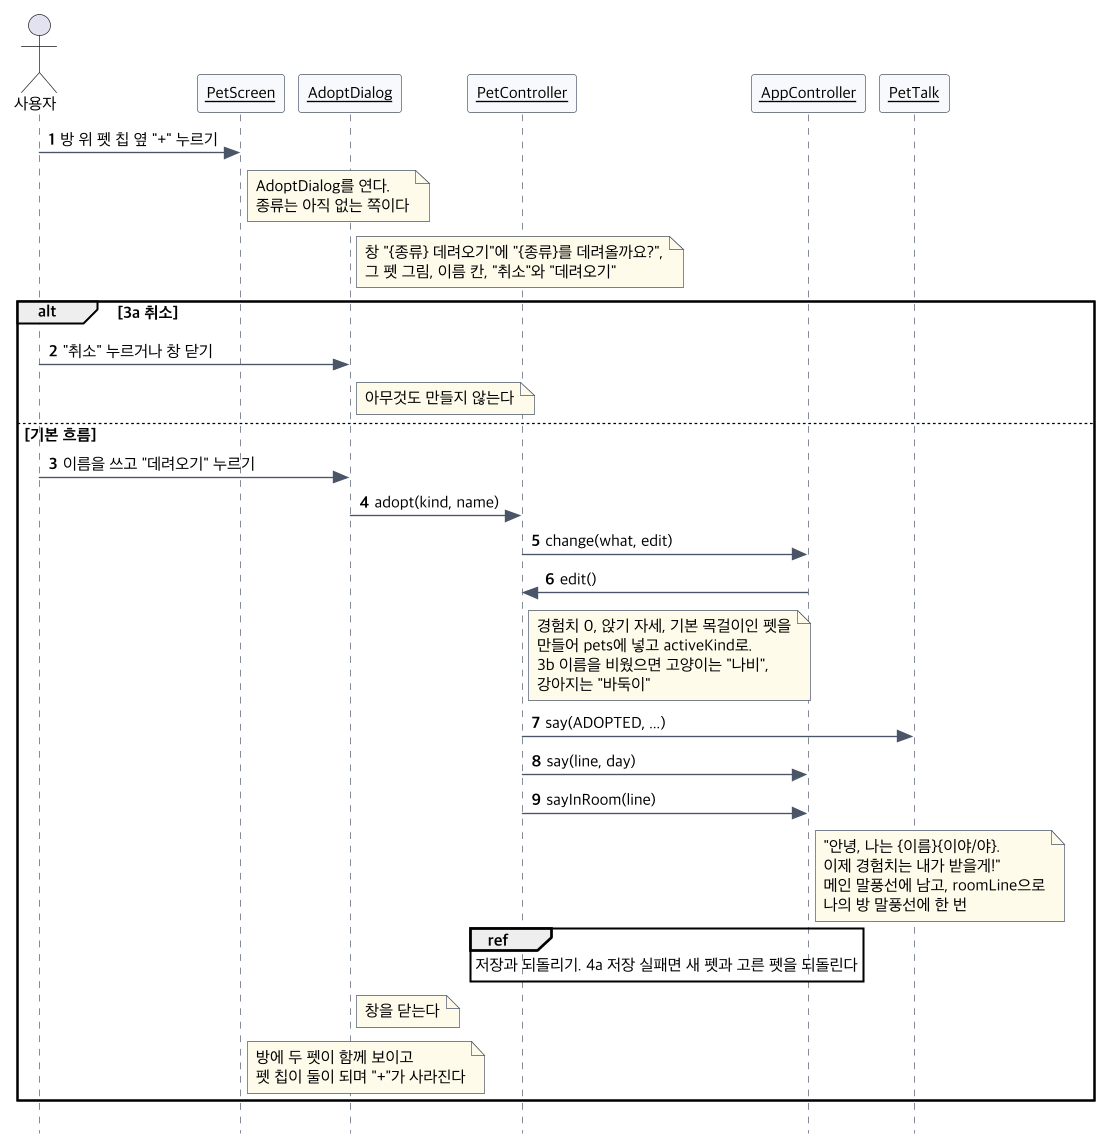 사용자
PetScreen
AdoptDialog
PetController
AppController
PetTalk
1 방 위 펫 칩 옆 "+" 누르기
AdoptDialog를 연다.
종류는 아직 없는 쪽이다
창 "{종류} 데려오기"에 "{종류}를 데려올까요?",
그 펫 그림, 이름 칸, "취소"와 "데려오기"
alt [3a 취소]
2 "취소" 누르거나 창 닫기
아무것도 만들지 않는다
[기본 흐름]
3 이름을 쓰고 "데려오기" 누르기
4 adopt(kind, name)
5 change(what, edit)
6 edit()
경험치 0, 앉기 자세, 기본 목걸이인 펫을
만들어 pets에 넣고 activeKind로.
3b 이름을 비웠으면 고양이는 "나비",
강아지는 "바둑이"
7 say(ADOPTED, ...)
8 say(line, day)
9 sayInRoom(line)
"안녕, 나는 {이름}{이야/야}.
이제 경험치는 내가 받을게!"
메인 말풍선에 남고, roomLine으로
나의 방 말풍선에 한 번
ref
저장과 되돌리기. 4a 저장 실패면 새 펫과 고른 펫을 되돌린다
창을 닫는다
방에 두 펫이 함께 보이고
펫 칩이 둘이 되며 "+"가 사라진다